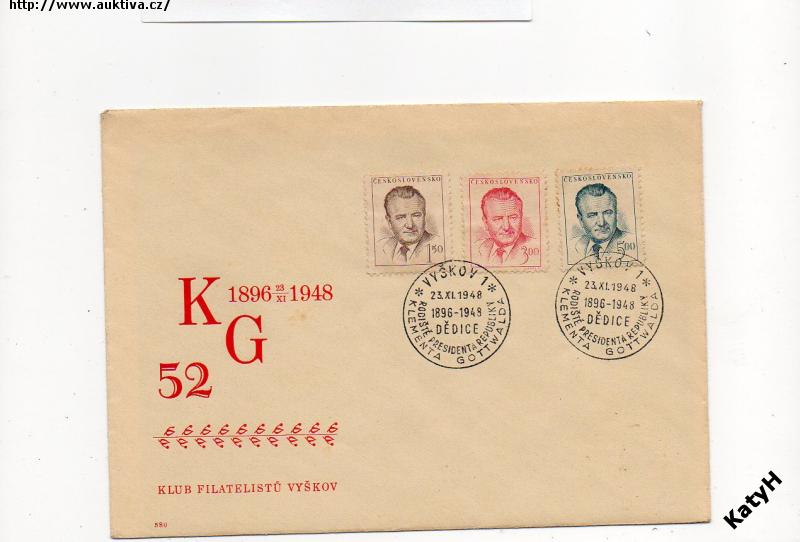 http://www.auktiva.cz/
ČESKOSLOVENSKO
1.50
ČESKOSLOVENSKO
3.00
ČESKOSLOVENSKO
5.00
K 1896 23/XI 1948
G
52
* VYŠKOV 1 *
23.XI.1948
1896-1948
DĚDICE
RODIŠTĚ PRESIDENTA REPUBLIKY
KLEMENTA GOTTWALDA
* VYŠKOV 1 *
23.XI.1948
1896-1948
DĚDICE
RODIŠTĚ PRESIDENTA REPUBLIKY
KLEMENTA GOTTWALDA
KLUB FILATELISTŮ VYŠKOV
580
KatyH